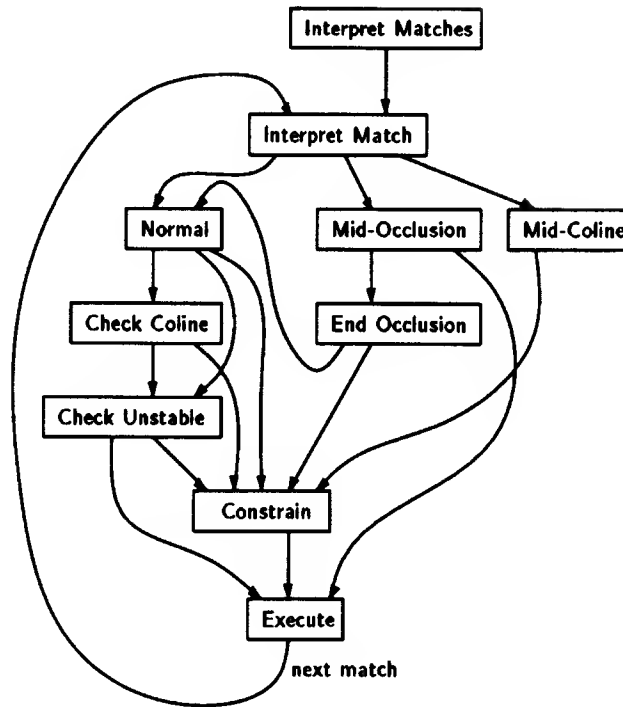 Interpret Matches
Interpret Match
Normal
Mid-Occlusion
Mid-Coline
Check Coline
End Occlusion
Check Unstable
Constrain
Execute
next match